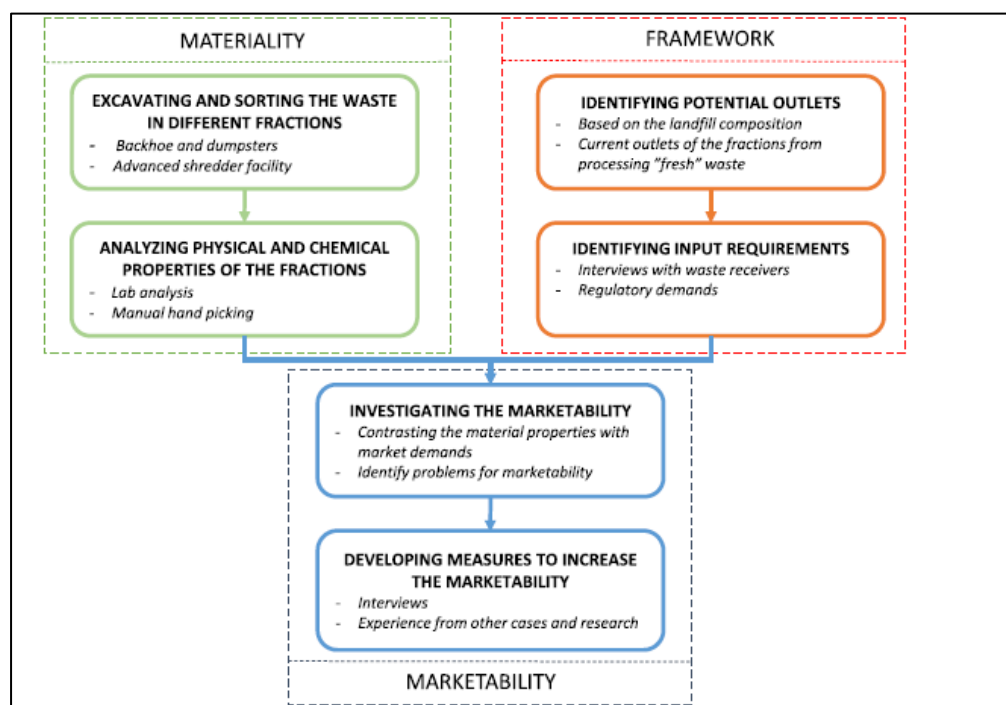 MATERIALITY
EXCAVATING AND SORTING THE WASTE
IN DIFFERENT FRACTIONS
- Backhoe and dumpsters
- Advanced shredder facility
ANALYZING PHYSICAL AND CHEMICAL
PROPERTIES OF THE FRACTIONS
- Lab analysis
- Manual hand picking
FRAMEWORK
IDENTIFYING POTENTIAL OUTLETS
- Based on the landfill composition
- Current outlets of the fractions from
processing "fresh" waste
IDENTIFYING INPUT REQUIREMENTS
- Interviews with waste receivers
- Regulatory demands
INVESTIGATING THE MARKETABILITY
- Contrasting the material properties with
market demands
- Identify problems for marketability
DEVELOPING MEASURES TO INCREASE
THE MARKETABILITY
- Interviews
- Experience from other cases and research
MARKETABILITY